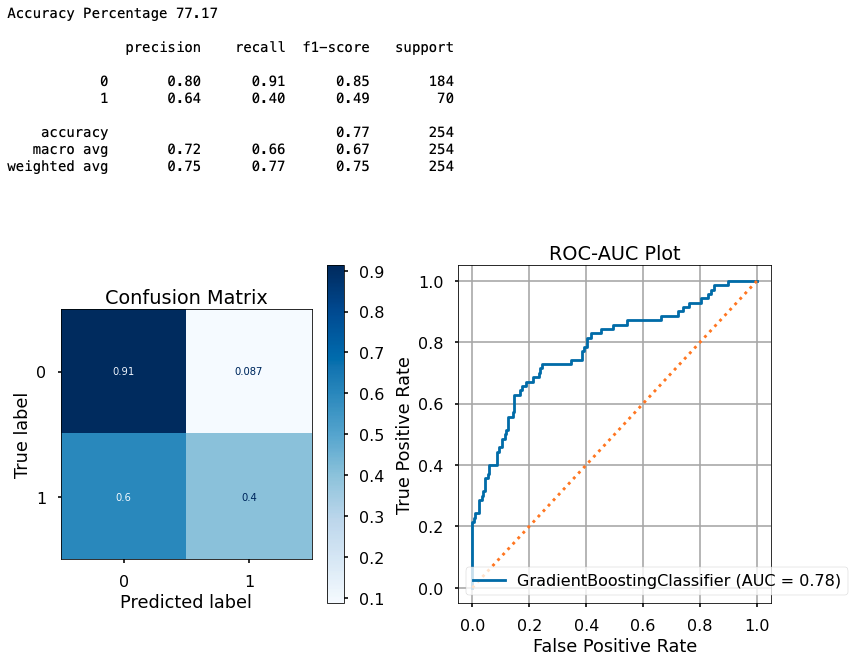 Accuracy Percentage 77.17
precision recall f1-score support
0 0.80 0.91 0.85 184
1 0.64 0.40 0.49 70
accuracy 0.77 254
macro avg 0.72 0.66 0.67 254
weighted avg 0.75 0.77 0.75 254
Confusion Matrix
True label
0
1
0.91 0.087
0.6 0.4
0 1
Predicted label
0.9
0.8
0.7
0.6
0.5
0.4
0.3
0.2
0.1
ROC-AUC Plot
True Positive Rate
1.0
0.8
0.6
0.4
0.2
0.0
GradientBoostingClassifier (AUC = 0.78)
0.0 0.2 0.4 0.6 0.8 1.0
False Positive Rate